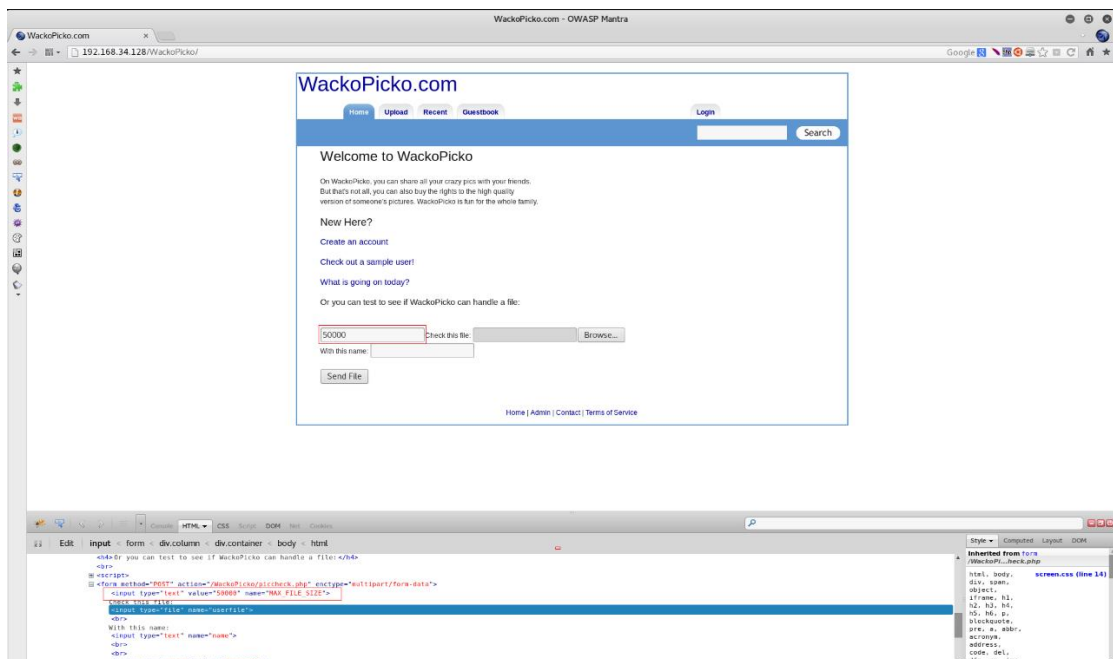 WackoPicko.com - OWASP Mantra
WackoPicko.com
192.168.34.128/WackoPicko/
Google
WackoPicko.com
Home Upload Recent Guestbook Login
Search
Welcome to WackoPicko
On WackoPicko, you can share all your crazy pics with your friends.
But that's not all, you can also buy the rights to the high quality
version of someone's pictures. WackoPicko is fun for the whole family.
New Here?
Create an account
Check out a sample user!
What is going on today?
Or you can test to see if WackoPicko can handle a file:
50000 Check this file: Browse...
With this name:
Send File
Home | Admin | Contact | Terms of Service
Console HTML CSS Script DOM Net Cookies
Edit input < form < div.column < div.container < body < html
Style Computed Layout DOM
<h4>Or you can test to see if WackoPicko can handle a file:</h4>
<br>
<script>
<form method="POST" action="/WackoPicko/piccheck.php" enctype="multipart/form-data">
<input type="text" value="50000" name="MAX_FILE_SIZE">
Check this file:
<input type="file" name="userfile">
<br>
With this name:
<input type="text" name="name">
<br>
<br>
Inherited from form
/WackoPi...heck.php
html, body, screen.css (line 14)
div, span,
object,
iframe, h1,
h2, h3, h4,
h5, h6, p,
blockquote,
pre, a, abbr,
acronym,
address,
code, del,